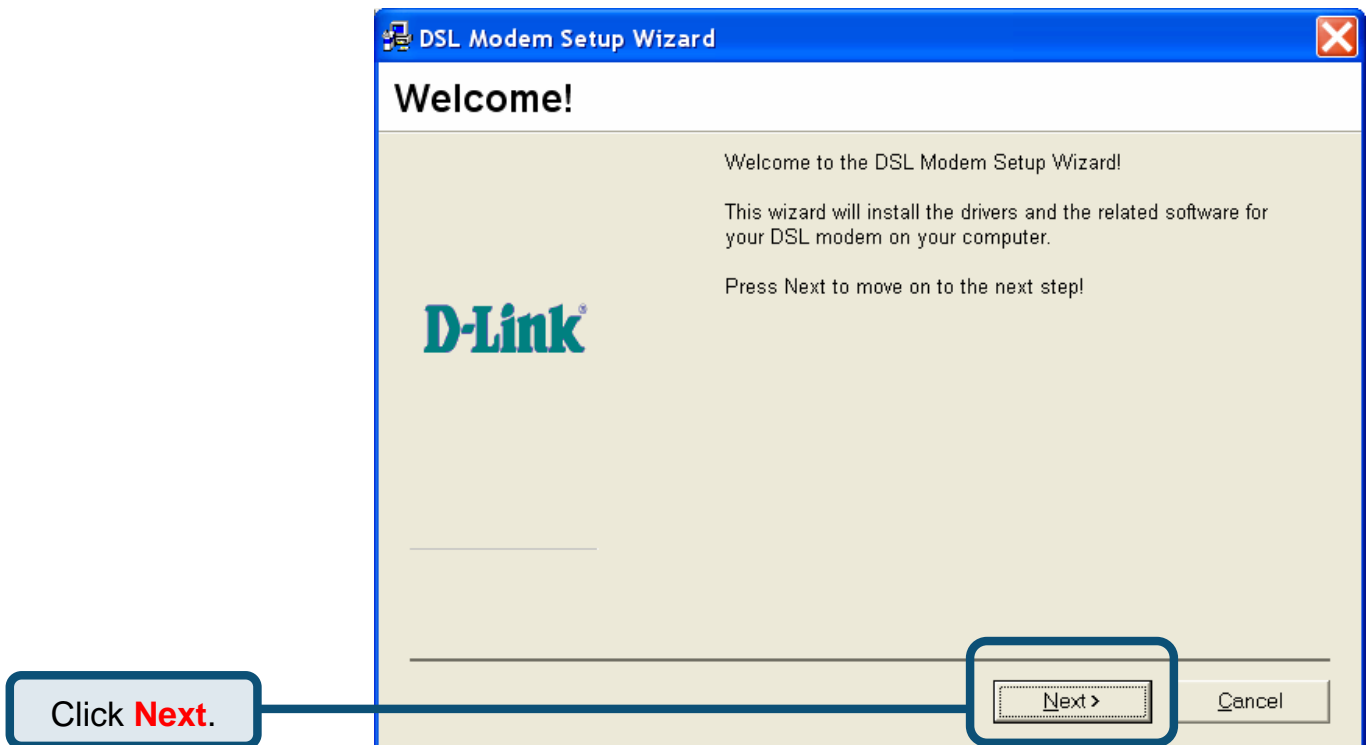 DSL Modem Setup Wizard
Welcome!
Welcome to the DSL Modem Setup Wizard!
This wizard will install the drivers and the related software for
your DSL modem on your computer.
Press Next to move on to the next step!
D-Link®
Next >
Cancel
Click Next.